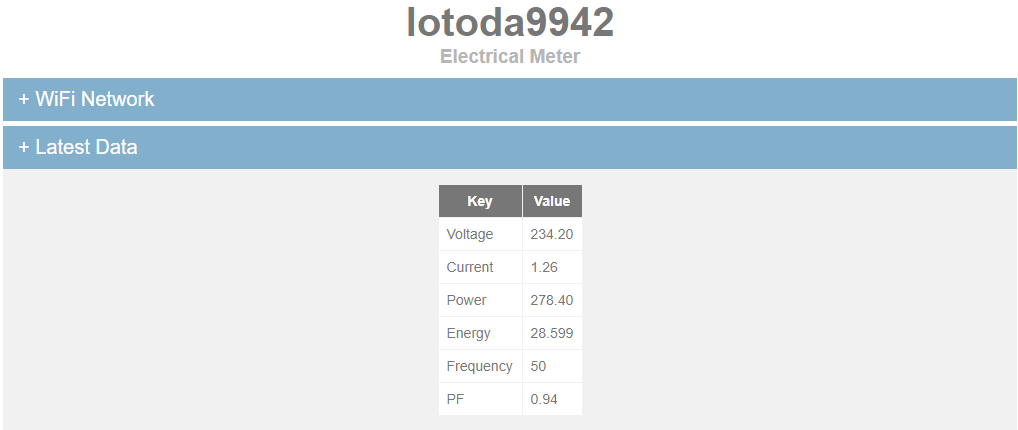 Iotoda9942
Electrical Meter
+ WiFi Network
+ Latest Data
Key Value
Voltage 234.20
Current 1.26
Power 278.40
Energy 28.599
Frequency 50
PF 0.94